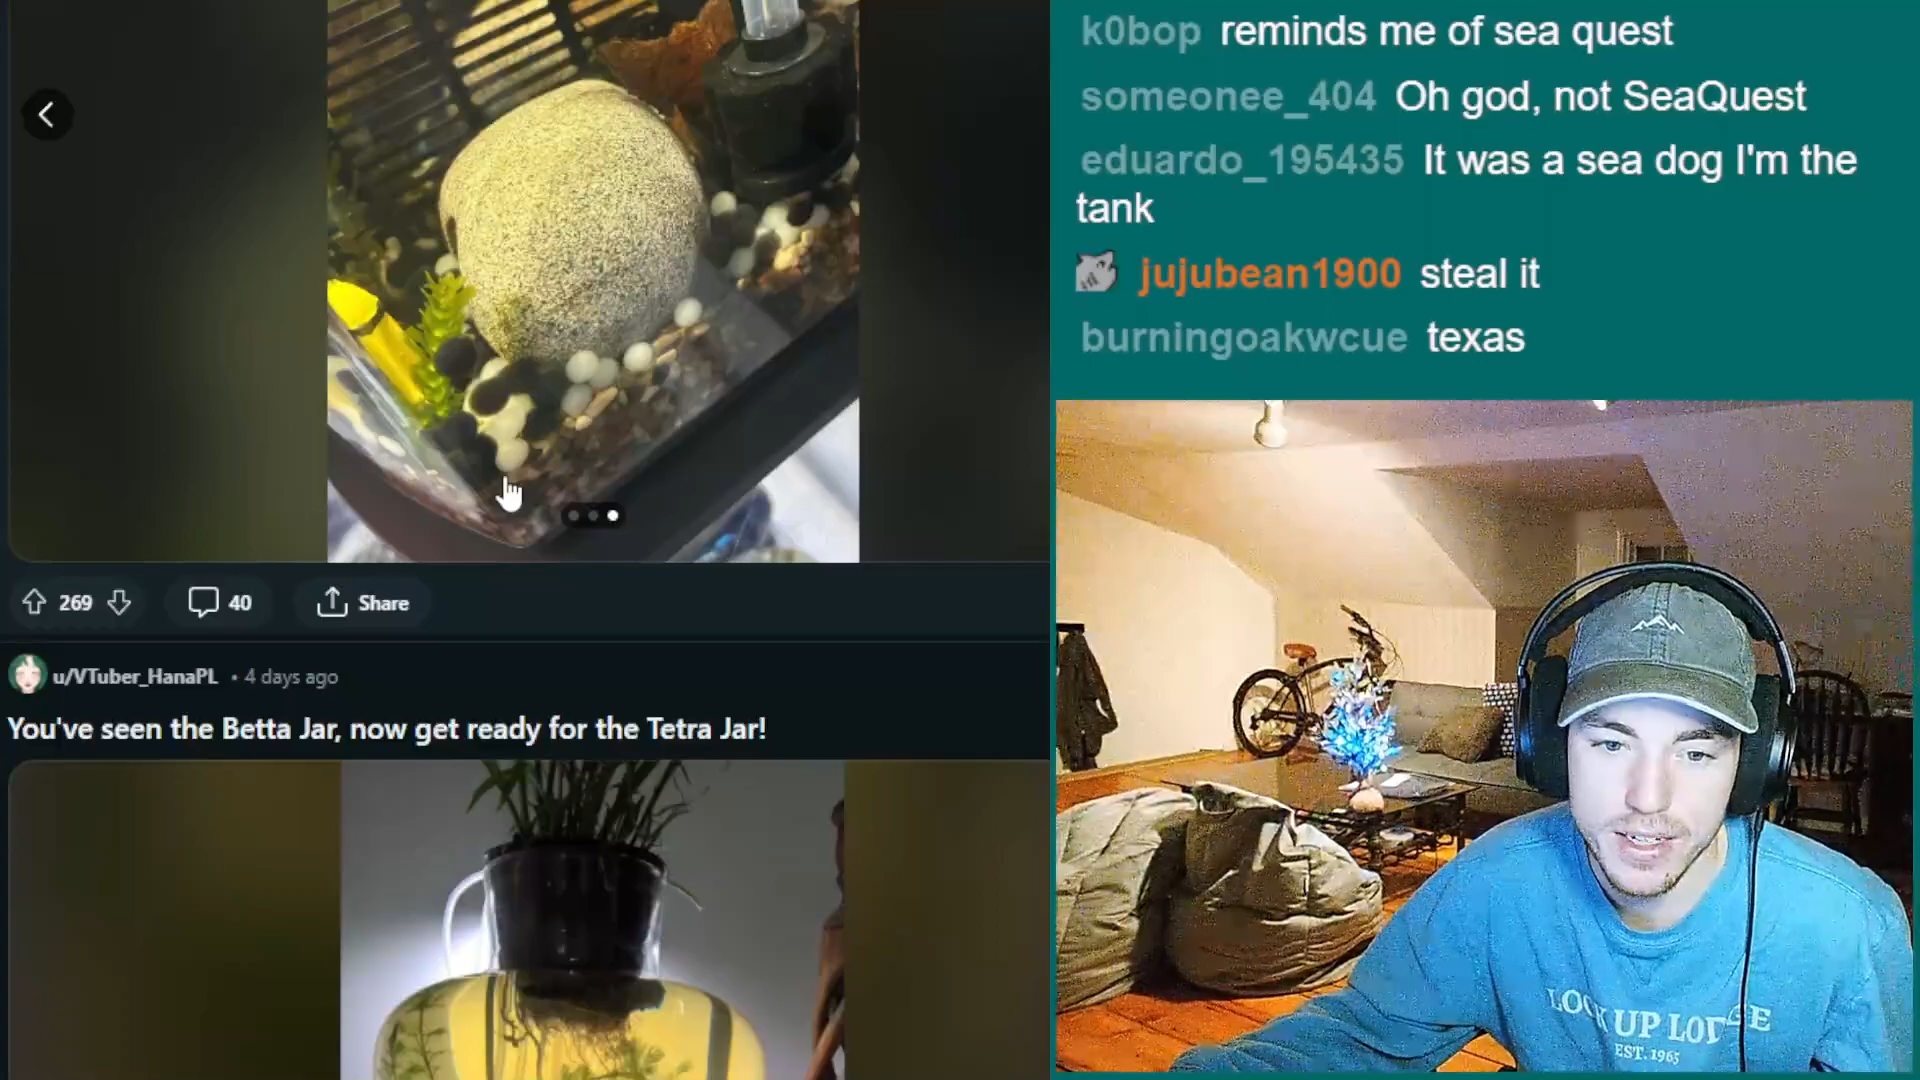 k0bop reminds me of sea quest
someonee_404 Oh god, not SeaQuest
eduardo_195435 It was a sea dog I'm the
tank
jujubean1900 steal it
burningoakwcue texas
269
40
Share
u/VTuber_HanaPL • 4 days ago
You've seen the Betta Jar, now get ready for the Tetra Jar!
UP
EST. 1965